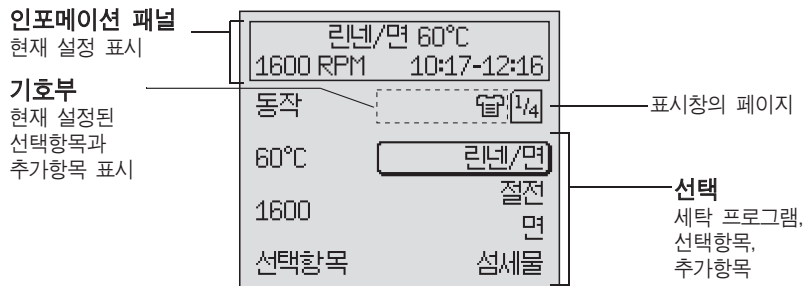 인포메이션 패널
현재 설정 표시
기호부
현재 설정된
선택항목과
추가항목 표시
린네/면 60°C
1600 RPM 10:17-12:16
동작 1/4
60°C 린네/면
절전
1600
면
선택항목 섬세물
표시창의 페이지
선택
세탁 프로그램,
선택항목,
추가항목